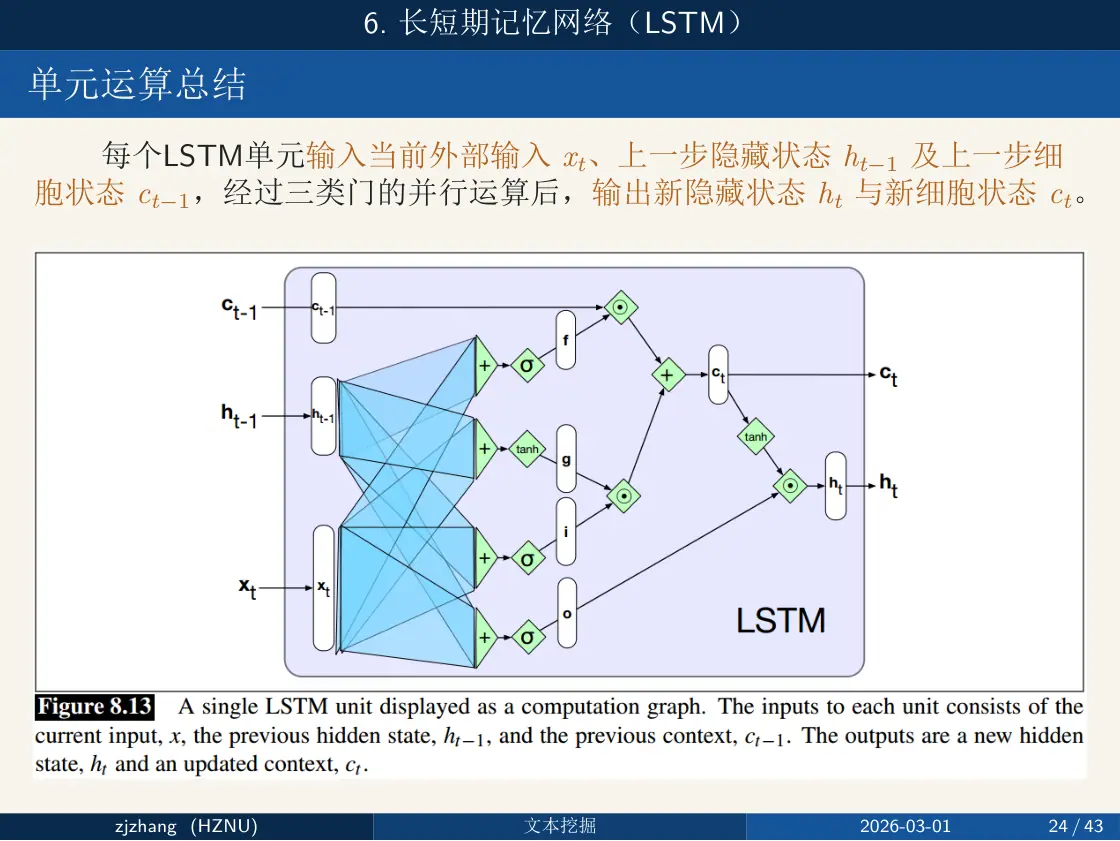 6. 长短期记忆网络（LSTM）
单元运算总结
每个LSTM单元输入当前外部输入 xt、上一步隐藏状态 ht−1 及上一步细
胞状态 ct−1，经过三类门的并行运算后，输出新隐藏状态 ht 与新细胞状态 ct。
ct-1
ct-1
f
+
σ
+
ct
ct
ht-1
ht-1
+
tanh
g
tanh
ht
ht
i
xt
xt
+
σ
o
+
σ
LSTM
Figure 8.13 A single LSTM unit displayed as a computation graph. The inputs to each unit consists of the
current input, x, the previous hidden state, ht−1, and the previous context, ct−1. The outputs are a new hidden
state, ht and an updated context, ct.
zjzhang (HZNU)
文本挖掘
2026-03-01
24 / 43